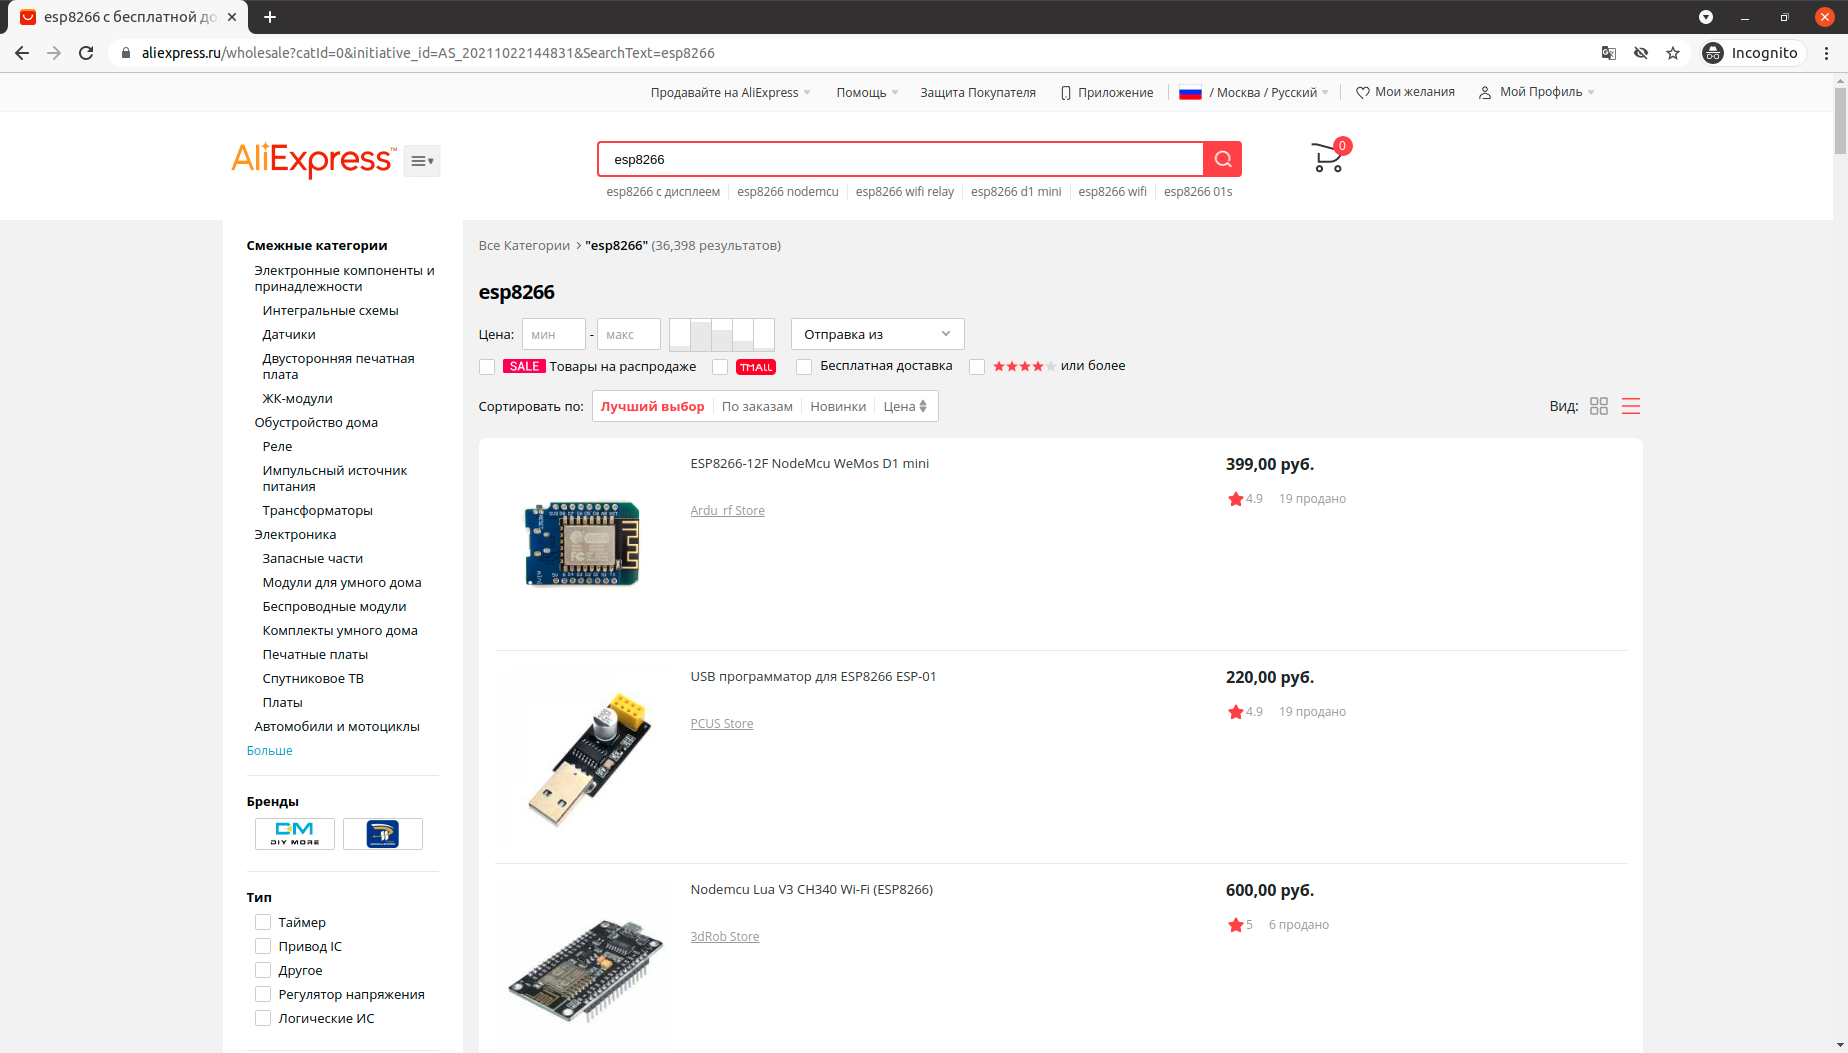 esp8266 с бесплатной до
aliexpress.ru/wholesale?catId=0&initiative_id=AS_20211022144831&SearchText=esp8266
Incognito
Продавайте на AliExpress
Помощь
Защита Покупателя
Приложение
/ Москва / Русский
Мои желания
Мой Профиль
AliExpress™
esp8266
0
esp8266 с дисплеем
esp8266 nodemcu
esp8266 wifi relay
esp8266 d1 mini
esp8266 wifi
esp8266 01s
Смежные категории
Электронные компоненты и
принадлежности
Интегральные схемы
Датчики
Двусторонняя печатная
плата
ЖК-модули
Обустройство дома
Реле
Импульсный источник
питания
Трансформаторы
Электроника
Запасные части
Модули для умного дома
Беспроводные модули
Комплекты умного дома
Печатные платы
Спутниковое ТВ
Платы
Автомобили и мотоциклы
Больше
Бренды
DIY MORE
Тип
Таймер
Привод IC
Другое
Регулятор напряжения
Логические ИС
Все Категории > "esp8266" (36,398 результатов)
esp8266
Цена: мин - макс
Отправка из
SALE Товары на распродаже
TMALL
Бесплатная доставка
или более
Сортировать по: Лучший выбор По заказам Новинки Цена
Вид:
ESP8266-12F NodeMcu WeMos D1 mini
Ardu_rf Store
399,00 руб.
4.9 19 продано
USB программатор для ESP8266 ESP-01
PCUS Store
220,00 руб.
4.9 19 продано
Nodemcu Lua V3 CH340 Wi-Fi (ESP8266)
3dRob Store
600,00 руб.
5 6 продано